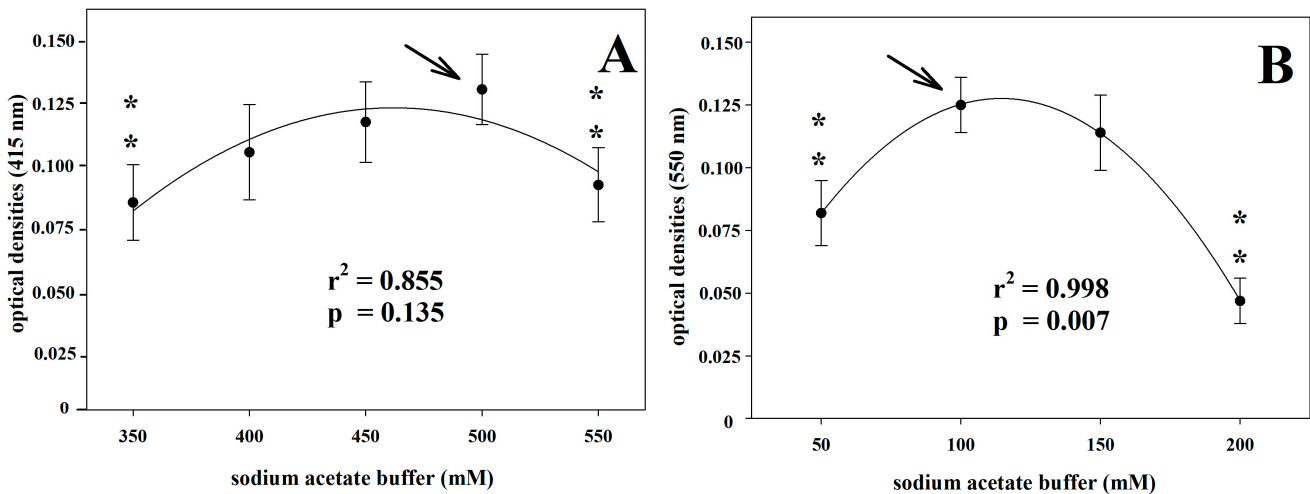 A
optical densities (415 nm)
0.150
0.125
0.100
0.075
0.050
0.025
0
* *
* *
r² = 0.855
p = 0.135
350 400 450 500 550
sodium acetate buffer (mM)
B
optical densities (550 nm)
0.150
0.125
0.100
0.075
0.050
0.025
0
* *
* *
r² = 0.998
p = 0.007
50 100 150 200
sodium acetate buffer (mM)